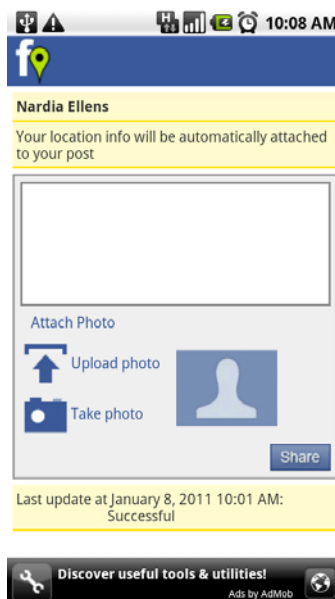 H 10:08 AM
f
Nardia Ellens
Your location info will be automatically attached
to your post
Attach Photo
Upload photo
Take photo
Share
Last update at January 8, 2011 10:01 AM:
Successful
Discover useful tools & utilities!
Ads by AdMob